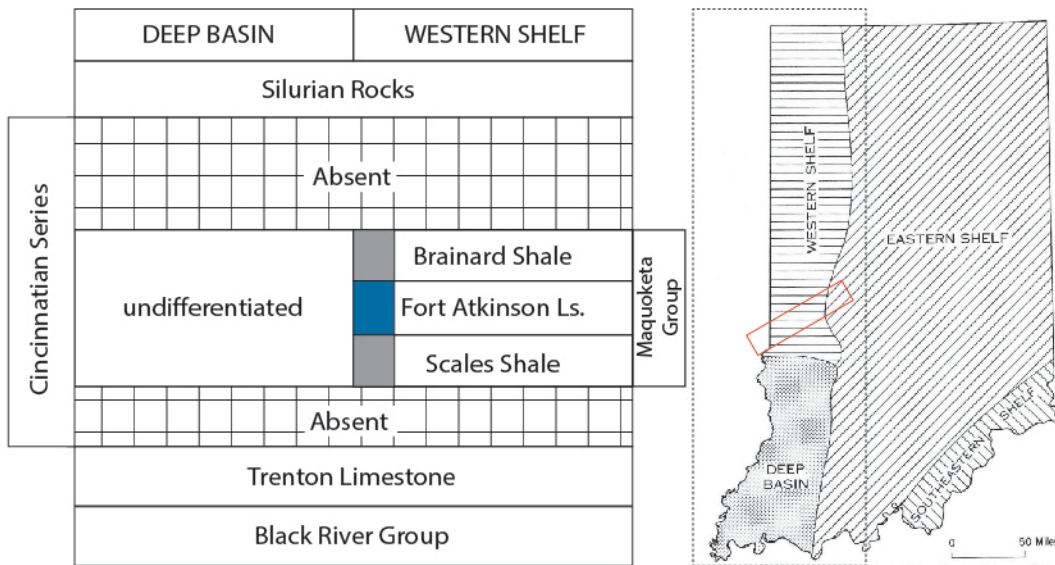 DEEP BASIN
WESTERN SHELF
Silurian Rocks
Cincinnatian Series
Absent
undifferentiated
Brainard Shale
Fort Atkinson Ls.
Scales Shale
Maquoketa
Group
Absent
Trenton Limestone
Black River Group
WESTERN SHELF
EASTERN SHELF
DEEP
BASIN
SOUTHEASTERN SHELF
0 50 Miles